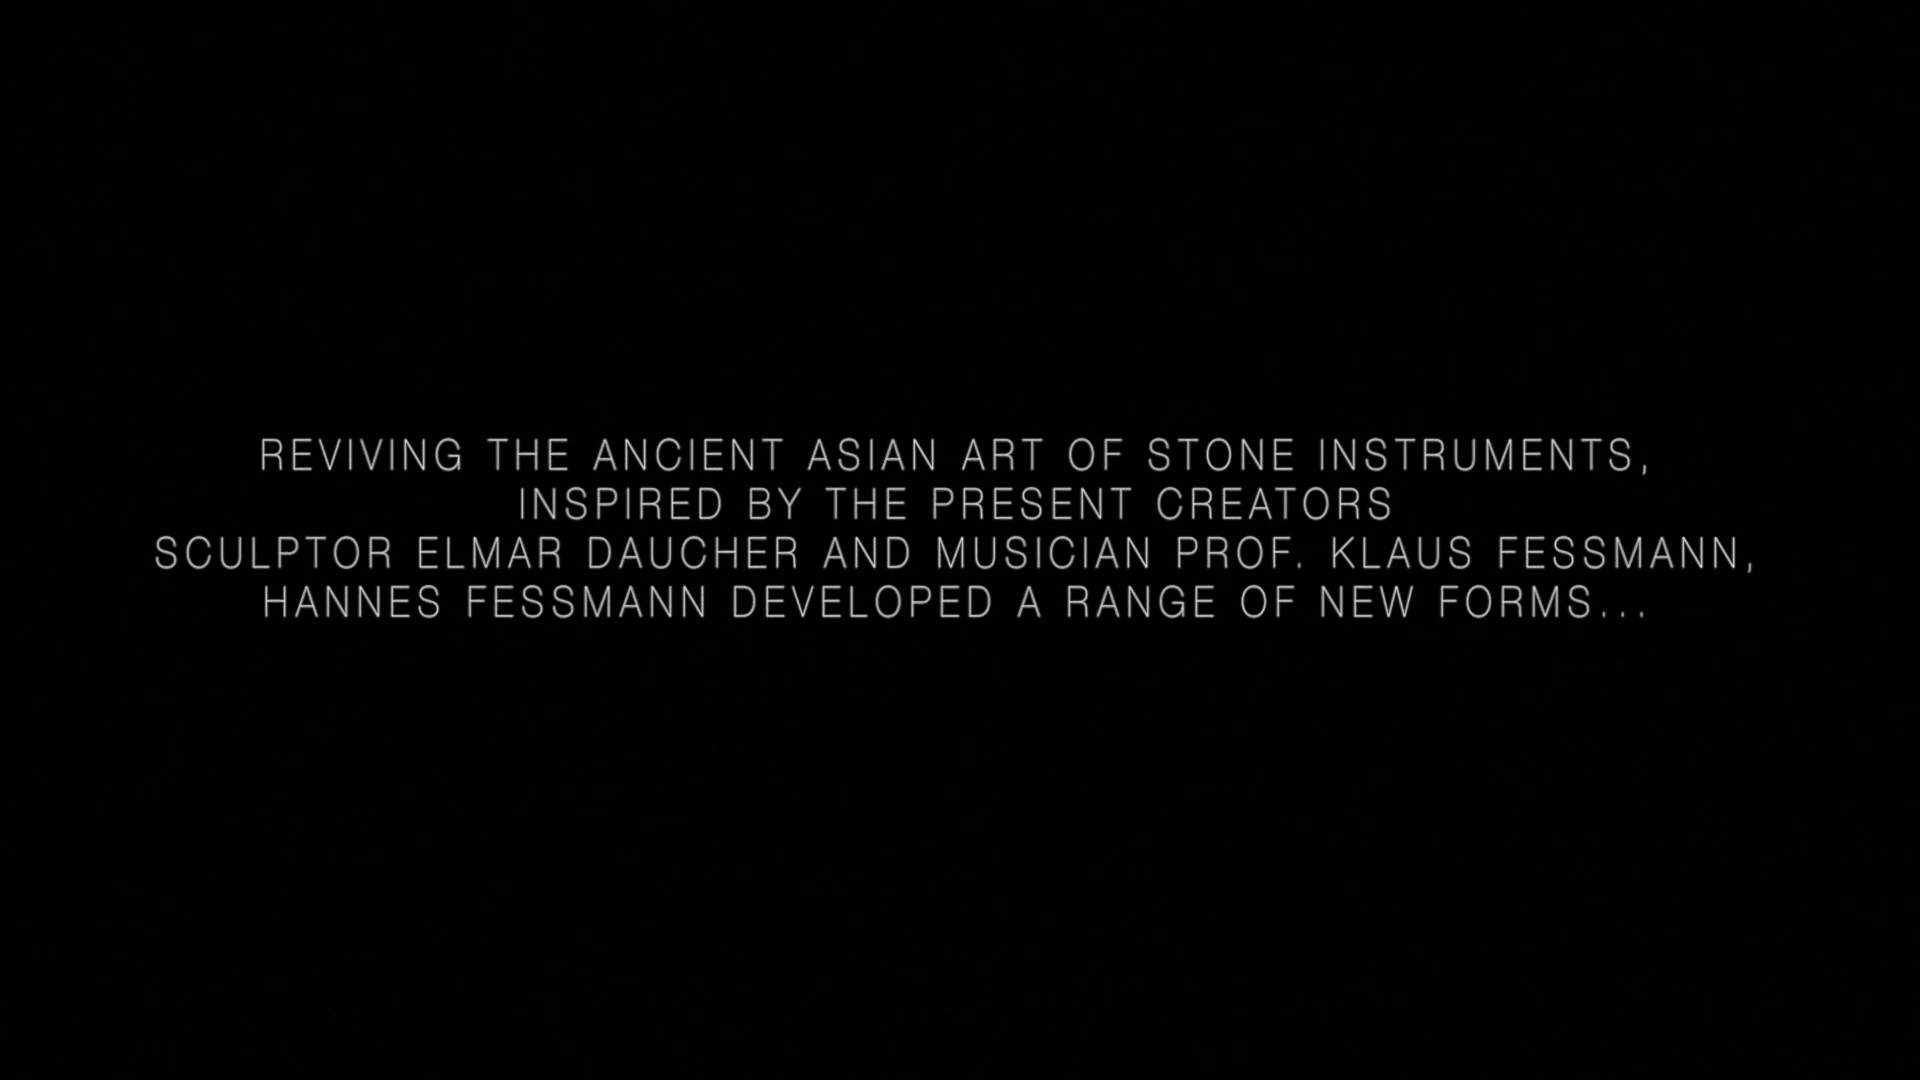 REVIVING THE ANCIENT ASIAN ART OF STONE INSTRUMENTS,
INSPIRED BY THE PRESENT CREATORS
SCULPTOR ELMAR DAUCHER AND MUSICIAN PROF. KLAUS FESSMANN,
HANNES FESSMANN DEVELOPED A RANGE OF NEW FORMS...